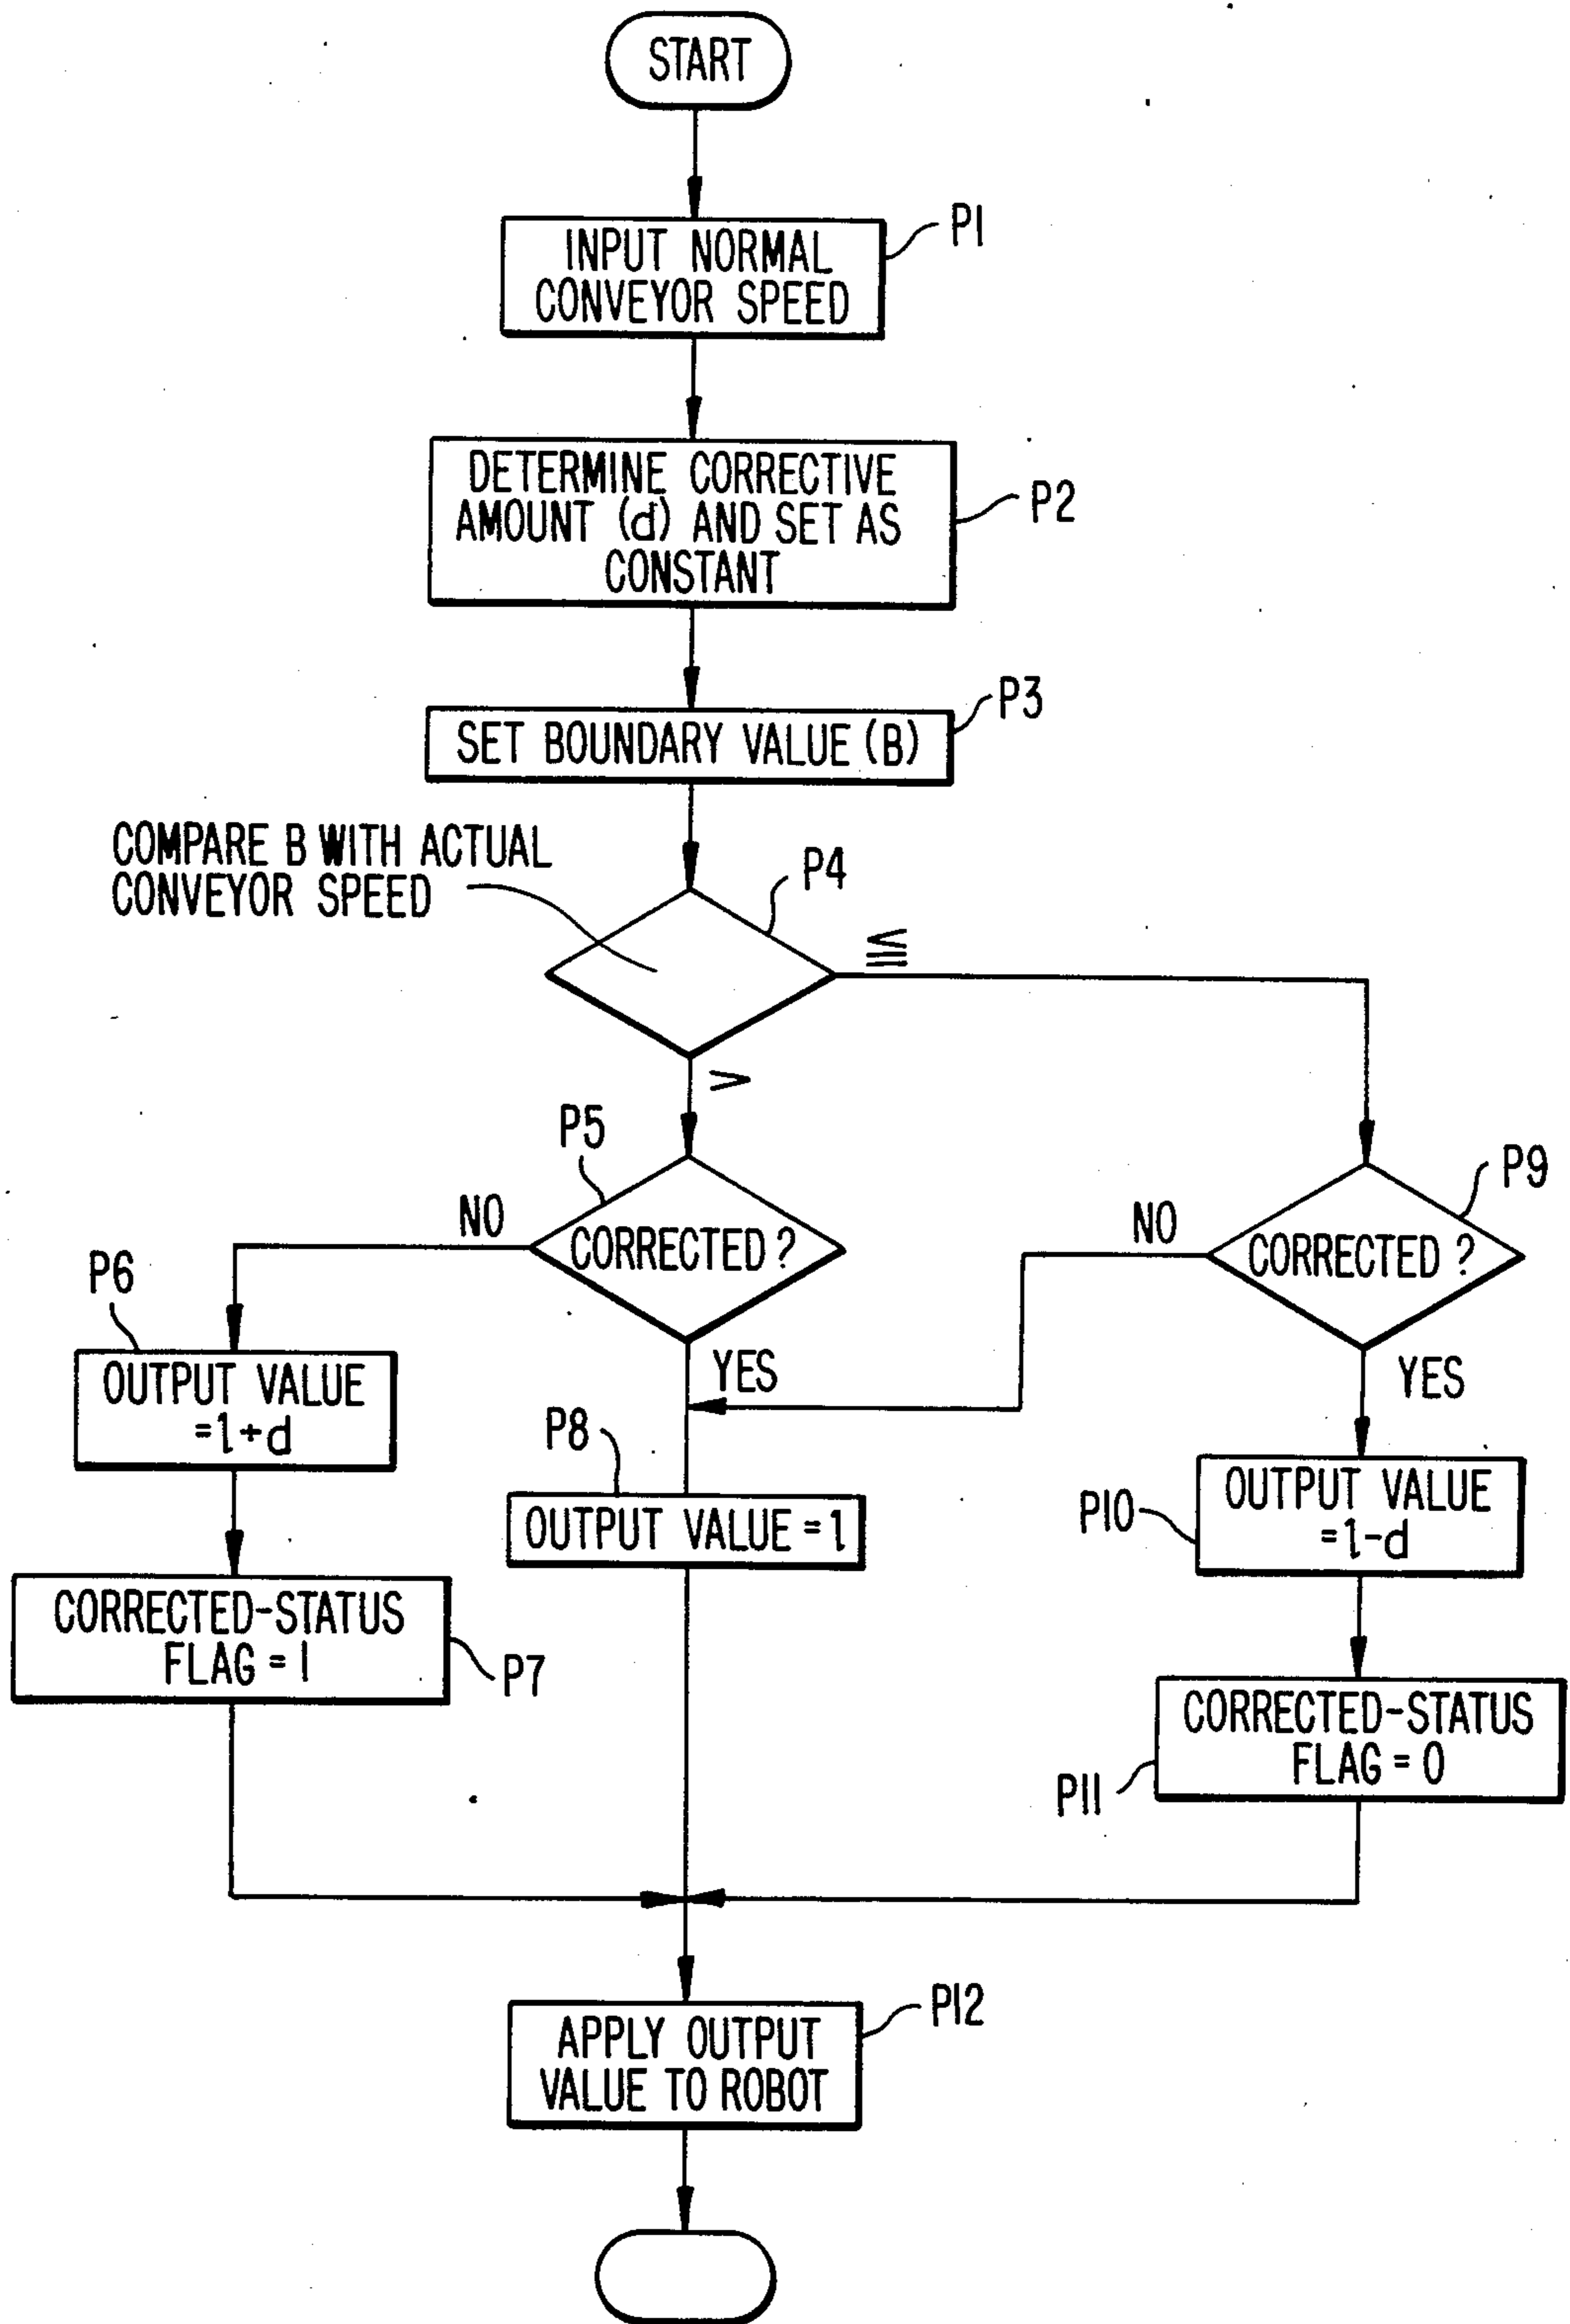 START
INPUT NORMAL
CONVEYOR SPEED
P1
DETERMINE CORRECTIVE
AMOUNT (d) AND SET AS
CONSTANT
P2
SET BOUNDARY VALUE (B)
P3
COMPARE B WITH ACTUAL
CONVEYOR SPEED
P4
≦
>
P5
CORRECTED ?
NO
YES
P9
CORRECTED ?
NO
YES
P6
OUTPUT VALUE
=l+d
P8
OUTPUT VALUE = l
P10
OUTPUT VALUE
=l-d
CORRECTED-STATUS
FLAG = 1
P7
CORRECTED-STATUS
FLAG = 0
P11
APPLY OUTPUT
VALUE TO ROBOT
P12